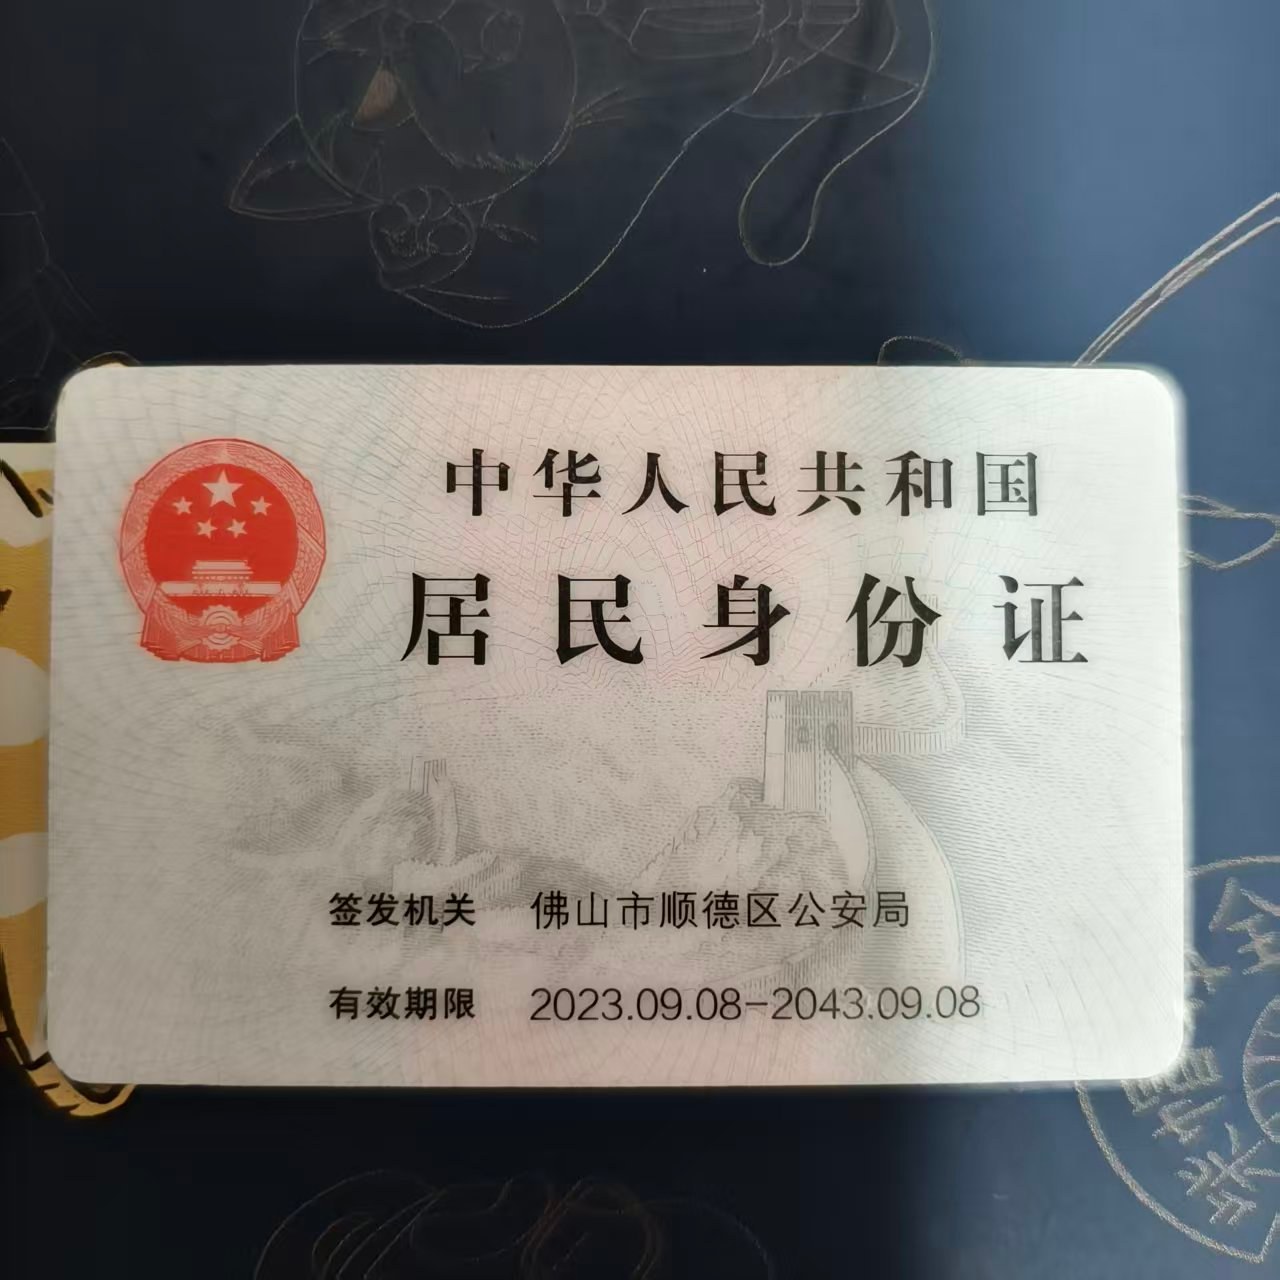 中华人民共和国
居民身份证
签发机关 佛山市顺德区公安局
有效期限 2023.09.08-2043.09.08